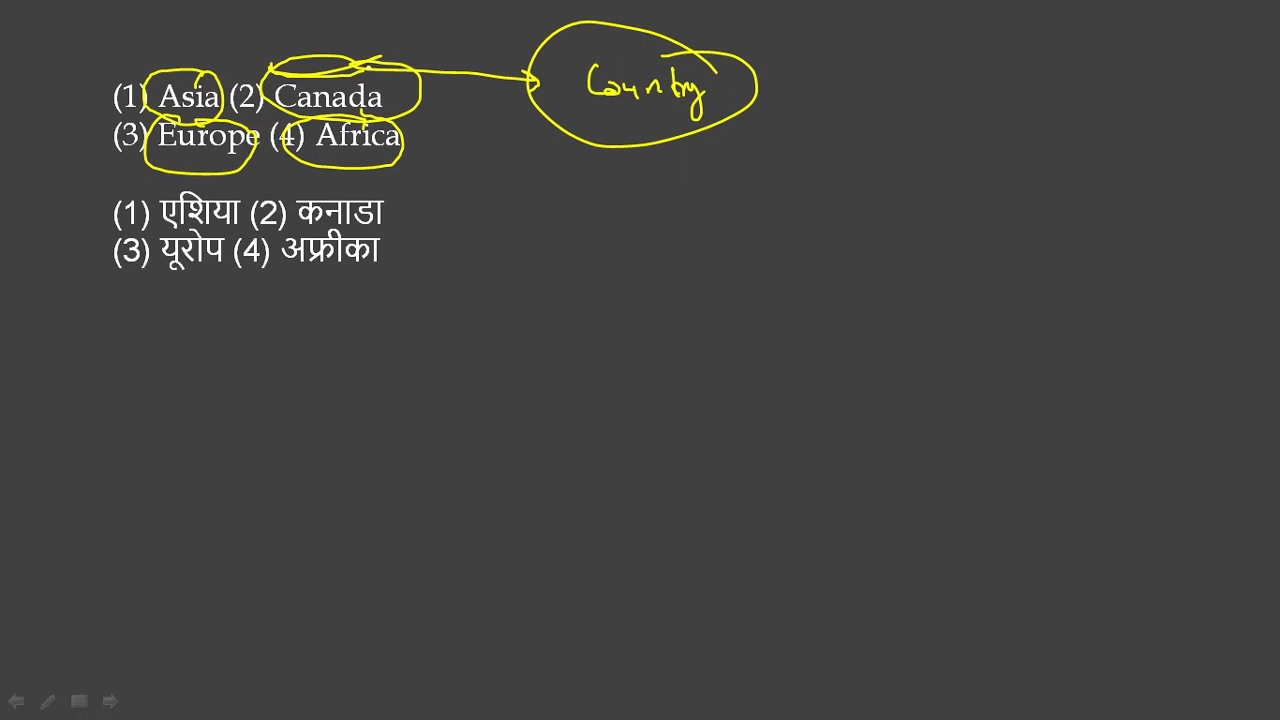 (1) Asia (2) Canada
Country
(3) Europe (4) Africa
(1) एशिया (2) कनाडा
(3) यूरोप (4) अफ्रीका